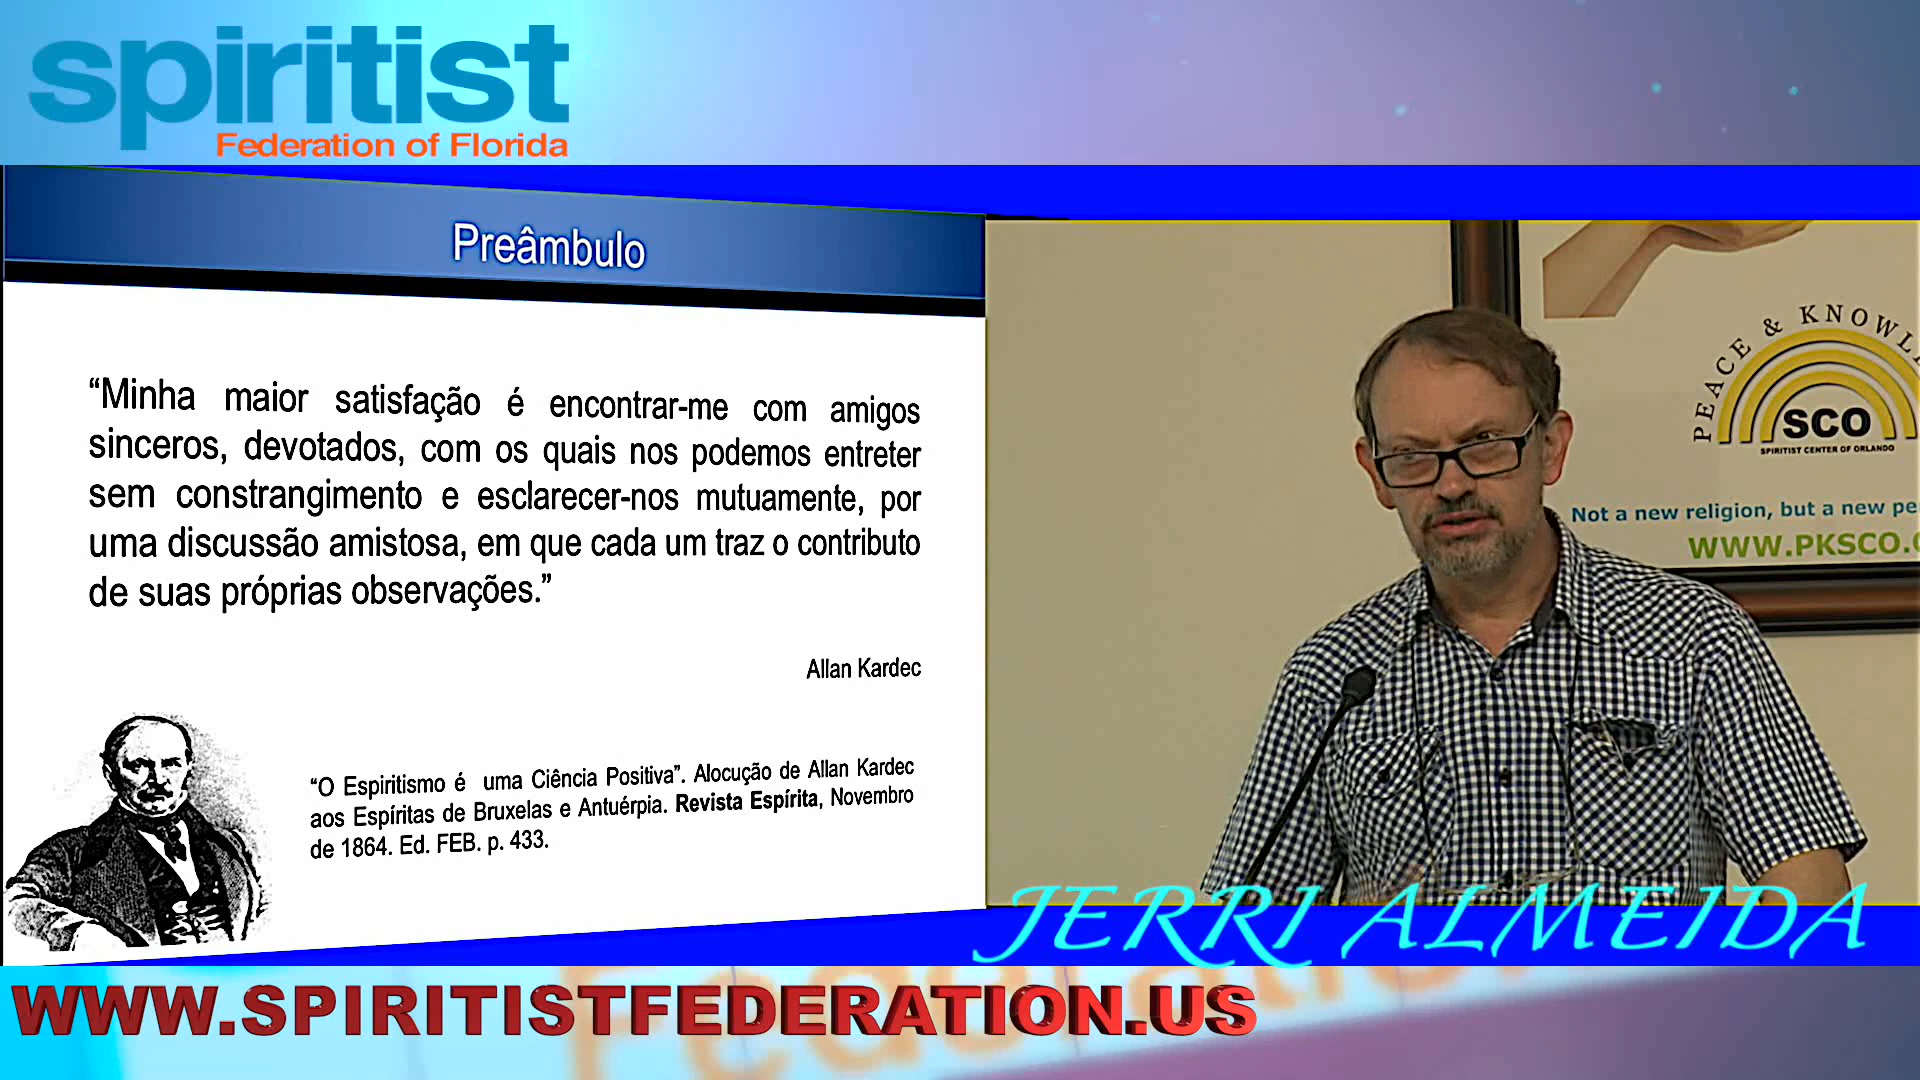 spiritist
Federation of Florida
Preâmbulo
“Minha maior satisfação é encontrar-me com amigos
sinceros, devotados, com os quais nos podemos entreter
sem constrangimento e esclarecer-nos mutuamente, por
uma discussão amistosa, em que cada um traz o contributo
de suas próprias observações.”
Allan Kardec
“O Espiritismo é uma Ciência Positiva”. Alocução de Allan Kardec
aos Espíritas de Bruxelas e Antuérpia. Revista Espírita, Novembro
de 1864. Ed. FEB. p. 433.
PEACE & KNOWL
SCO
SPIRITIST CENTER OF ORLANDO
Not a new religion, but a new pe
WWW.PKSCO.
JERRI ALMEIDA
WWW.SPIRITISTFEDERATION.US